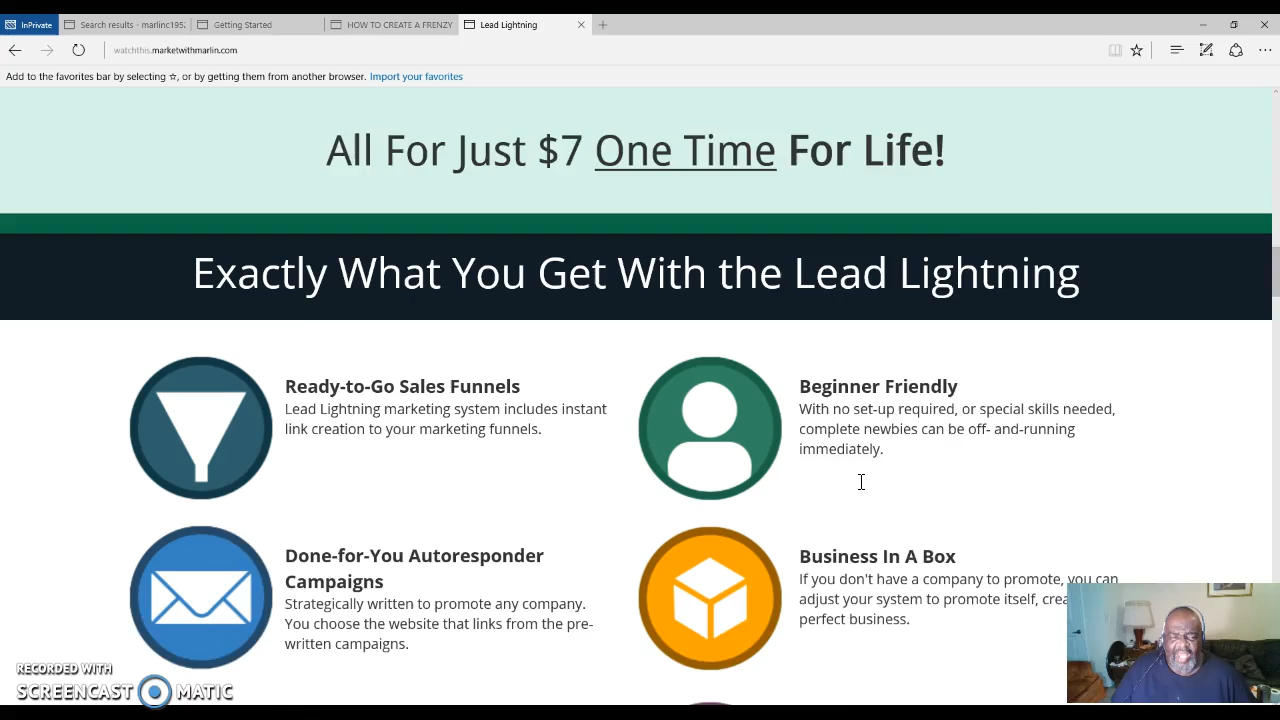 InPrivate
Search results - marlinc195
Getting Started
HOW TO CREATE A FRENZY
Lead Lightning
watchthis.marketwithmarlin.com
Add to the favorites bar by selecting ☆, or by getting them from another browser. Import your favorites
All For Just $7 One Time For Life!
Exactly What You Get With the Lead Lightning
Ready-to-Go Sales Funnels
Lead Lightning marketing system includes instant
link creation to your marketing funnels.
Beginner Friendly
With no set-up required, or special skills needed,
complete newbies can be off- and-running
immediately.
Done-for-You Autoresponder
Campaigns
Strategically written to promote any company.
You choose the website that links from the pre-
written campaigns.
Business In A Box
If you don't have a company to promote, you can
adjust your system to promote itself, crea
perfect business.
RECORDED WITH
SCREENCAST MATIC